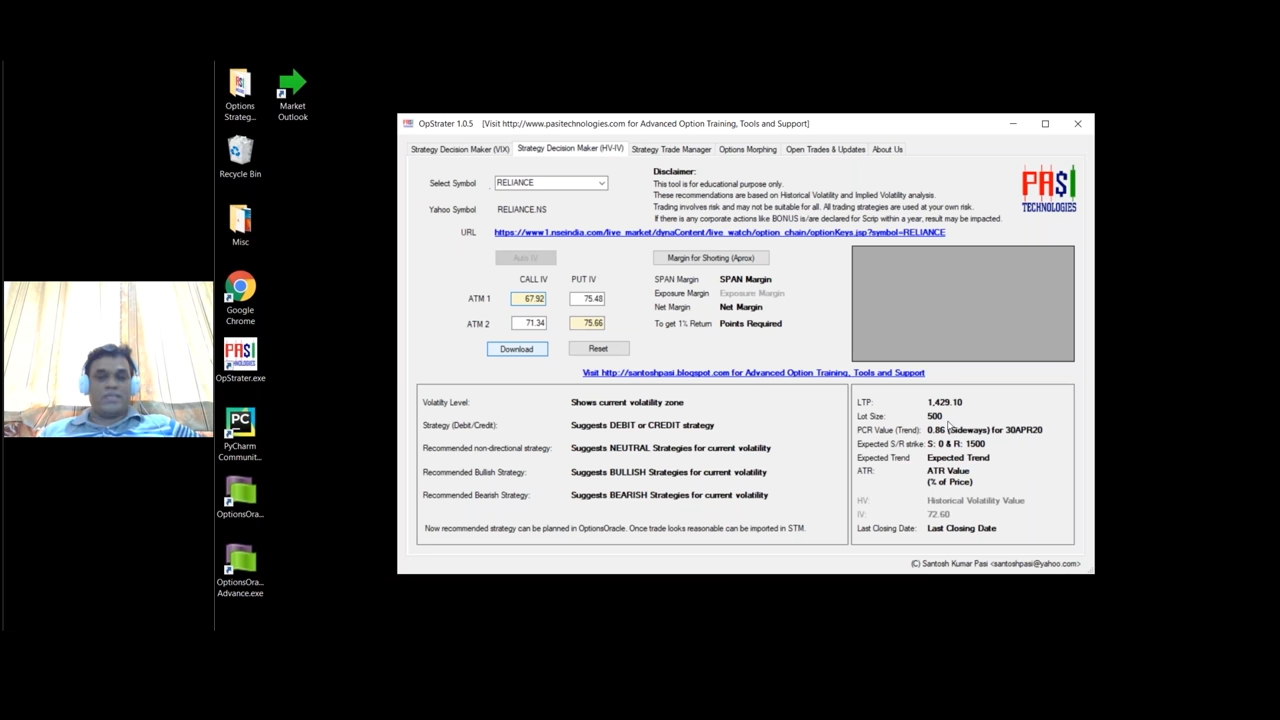 Options
Strateg...
Market
Outlook
Recycle Bin
Misc
Google
Chrome
PASI
HNOLOGIES
OpStrater.exe
PC
PyCharm
Communit...
OptionsOra...
OptionsOra...
Advance.exe
OpStrater 1.0.5 [Visit http://www.pasitechnologies.com for Advanced Option Training, Tools and Support]
Strategy Decision Maker (VIX) Strategy Decision Maker (HV-IV) Strategy Trade Manager Options Morphing Open Trades & Updates About Us
Select Symbol RELIANCE
Yahoo Symbol RELIANCE.NS
URL https://www1.nseindia.com/live_market/dynaContent/live_watch/option_chain/optionKeys.jsp?symbol=RELIANCE
Disclaimer:
This tool is for educational purpose only.
These recommendations are based on Historical Volatility and Implied Volatility analysis.
Trading involves risk and may not be suitable for all. All trading strategies are used at your own risk.
If there is any corporate actions like BONUS is/are declared for Scrip within a year, result may be impacted.
PA$I
TECHNOLOGIES
Auto IV
CALL IV PUT IV
ATM 1 67.92 75.48
ATM 2 71.34 75.66
Download Reset
Margin for Shorting (Aprox)
SPAN Margin SPAN Margin
Exposure Margin Exposure Margin
Net Margin Net Margin
To get 1% Return Points Required
Visit http://santoshpasi.blogspot.com for Advanced Option Training, Tools and Support
Volatilty Level: Shows current volatility zone
Strategy (Debit/Credit): Suggests DEBIT or CREDIT strategy
Recommended non-directional strategy: Suggests NEUTRAL Strategies for current volatility
Recommended Bullish Strategy: Suggests BULLISH Strategies for current volatility
Recommended Bearish Strategy: Suggests BEARISH Strategies for current volatility
Now recommended strategy can be planned in OptionsOracle. Once trade looks reasonable can be imported in STM.
LTP: 1,429.10
Lot Size: 500
PCR Value (Trend): 0.86 (Sideways) for 30APR20
Expected S/R strike: S: 0 & R: 1500
Expected Trend Expected Trend
ATR: ATR Value
(% of Price)
HV: Historical Volatility Value
IV: 72.60
Last Closing Date: Last Closing Date
(C) Santosh Kumar Pasi <santoshpasi@yahoo.com>